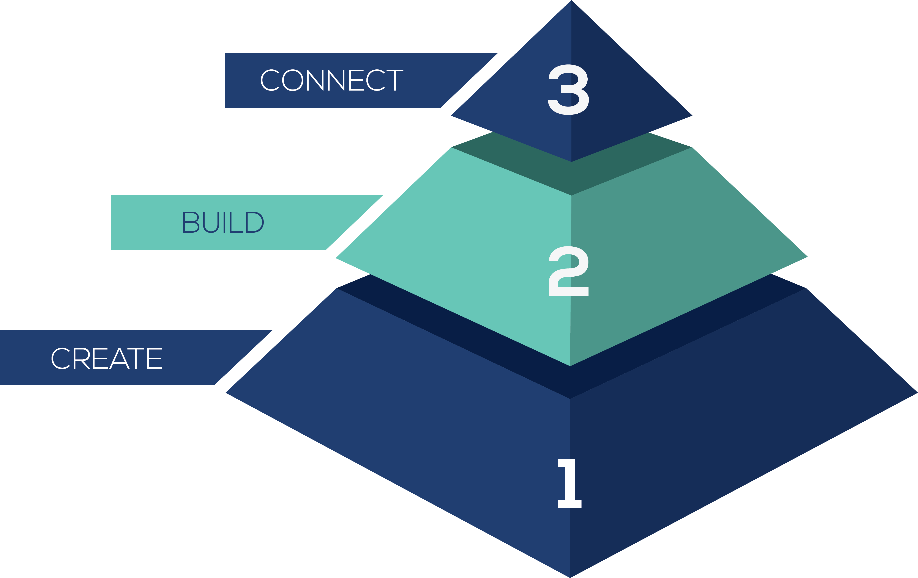 CONNECT
3
BUILD
2
CREATE
1